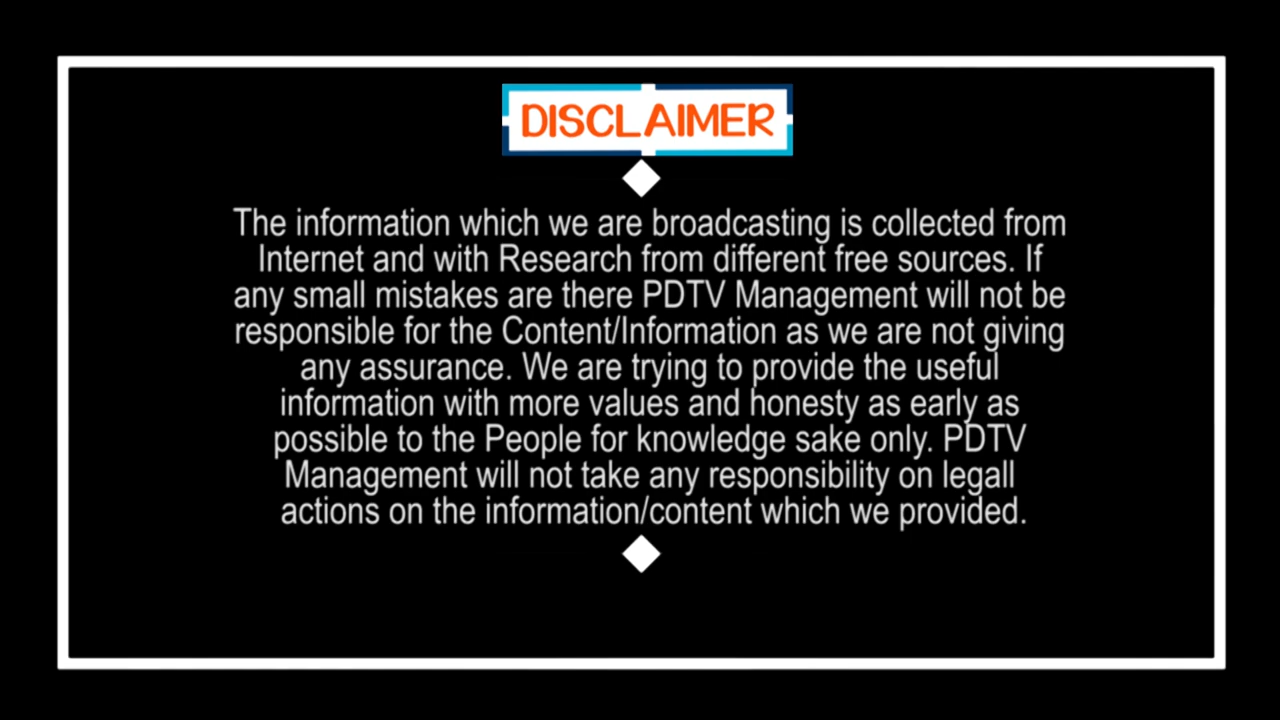 DISCLAIMER
The information which we are broadcasting is collected from
Internet and with Research from different free sources. If
any small mistakes are there PDTV Management will not be
responsible for the Content/Information as we are not giving
any assurance. We are trying to provide the useful
information with more values and honesty as early as
possible to the People for knowledge sake only. PDTV
Management will not take any responsibility on legall
actions on the information/content which we provided.